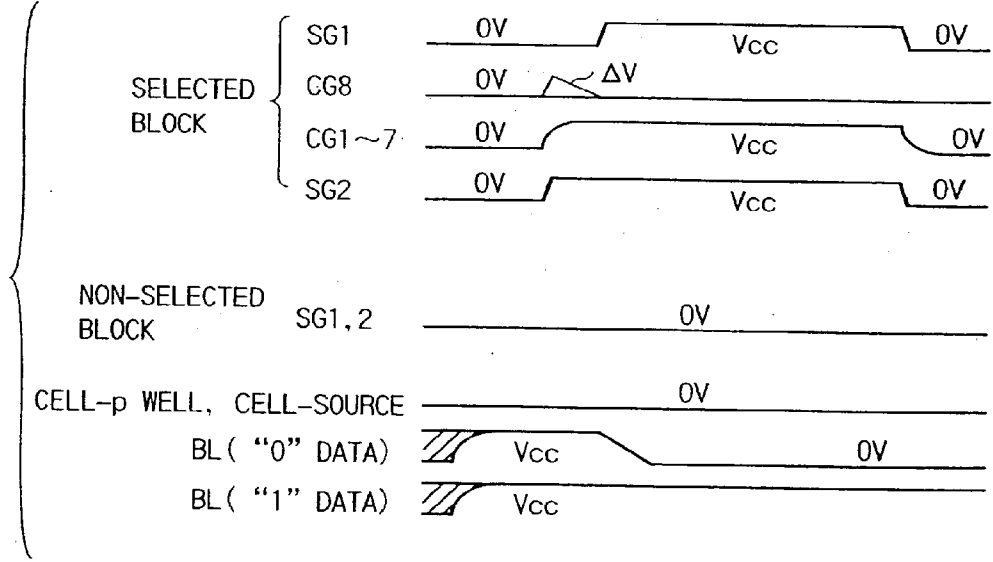 SG1 0V Vcc 0V
CG8 0V ΔV
SELECTED
BLOCK
CG1~7 0V Vcc 0V
SG2 0V Vcc 0V
NON-SELECTED
BLOCK
SG1,2 0V
CELL-p WELL, CELL-SOURCE 0V
BL( "0" DATA) Vcc 0V
BL( "1" DATA) Vcc